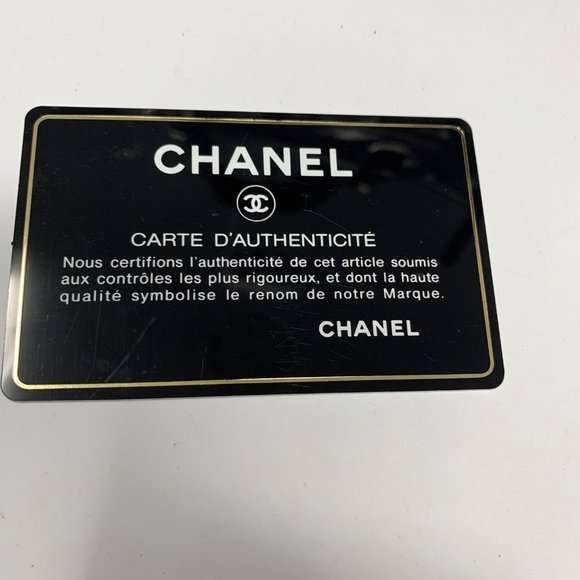 CHANEL
CARTE D'AUTHENTICITÉ
Nous certifions l'authenticité de cet article soumis
aux contrôles les plus rigoureux, et dont la haute
qualité symbolise le renom de notre Marque.
CHANEL